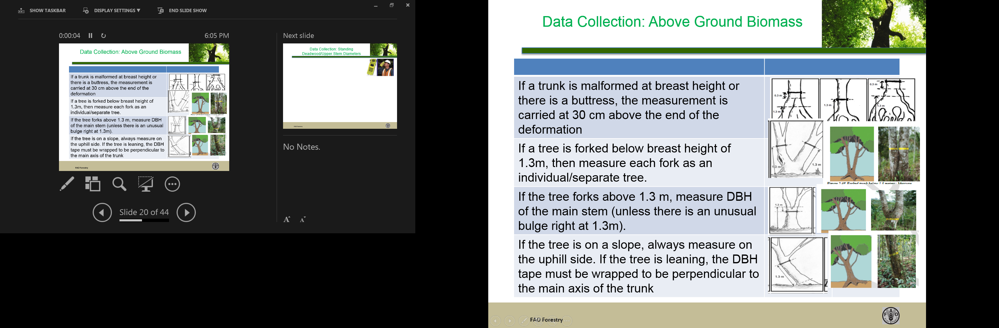 SHOW TASKBAR
DISPLAY SETTINGS ▼
END SLIDE SHOW
0:00:04
6:05 PM
Data Collection: Above Ground Biomass
If a trunk is malformed at breast height or
there is a buttress, the measurement is
carried at 30 cm above the end of the
deformation
If a tree is forked below breast height of
1.3m, then measure each fork as an
individual/separate tree.
If the tree forks above 1.3 m, measure DBH
of the main stem (unless there is an unusual
bulge right at 1.3m).
If the tree is on a slope, always measure on
the uphill side. If the tree is leaning, the DBH
tape must be wrapped to be perpendicular to
the main axis of the trunk
FAO Forestry
Slide 20 of 44
Next slide
Data Collection: Standing
Deadwood/Upper Stem Diameters
FAO Forestry
No Notes.
A A
Data Collection: Above Ground Biomass
If a trunk is malformed at breast height or
there is a buttress, the measurement is
carried at 30 cm above the end of the
deformation
0.3 m
1.3 m
1.3 m
0.3 m
1.3 m
If a tree is forked below breast height of
1.3m, then measure each fork as an
individual/separate tree.
1.3 m
1.3 m
If the tree forks above 1.3 m, measure DBH
of the main stem (unless there is an unusual
bulge right at 1.3m).
1.3 m
If the tree is on a slope, always measure on
the uphill side. If the tree is leaning, the DBH
tape must be wrapped to be perpendicular to
the main axis of the trunk
1.3 m
FAO Forestry
F A O
FIAT PANIS